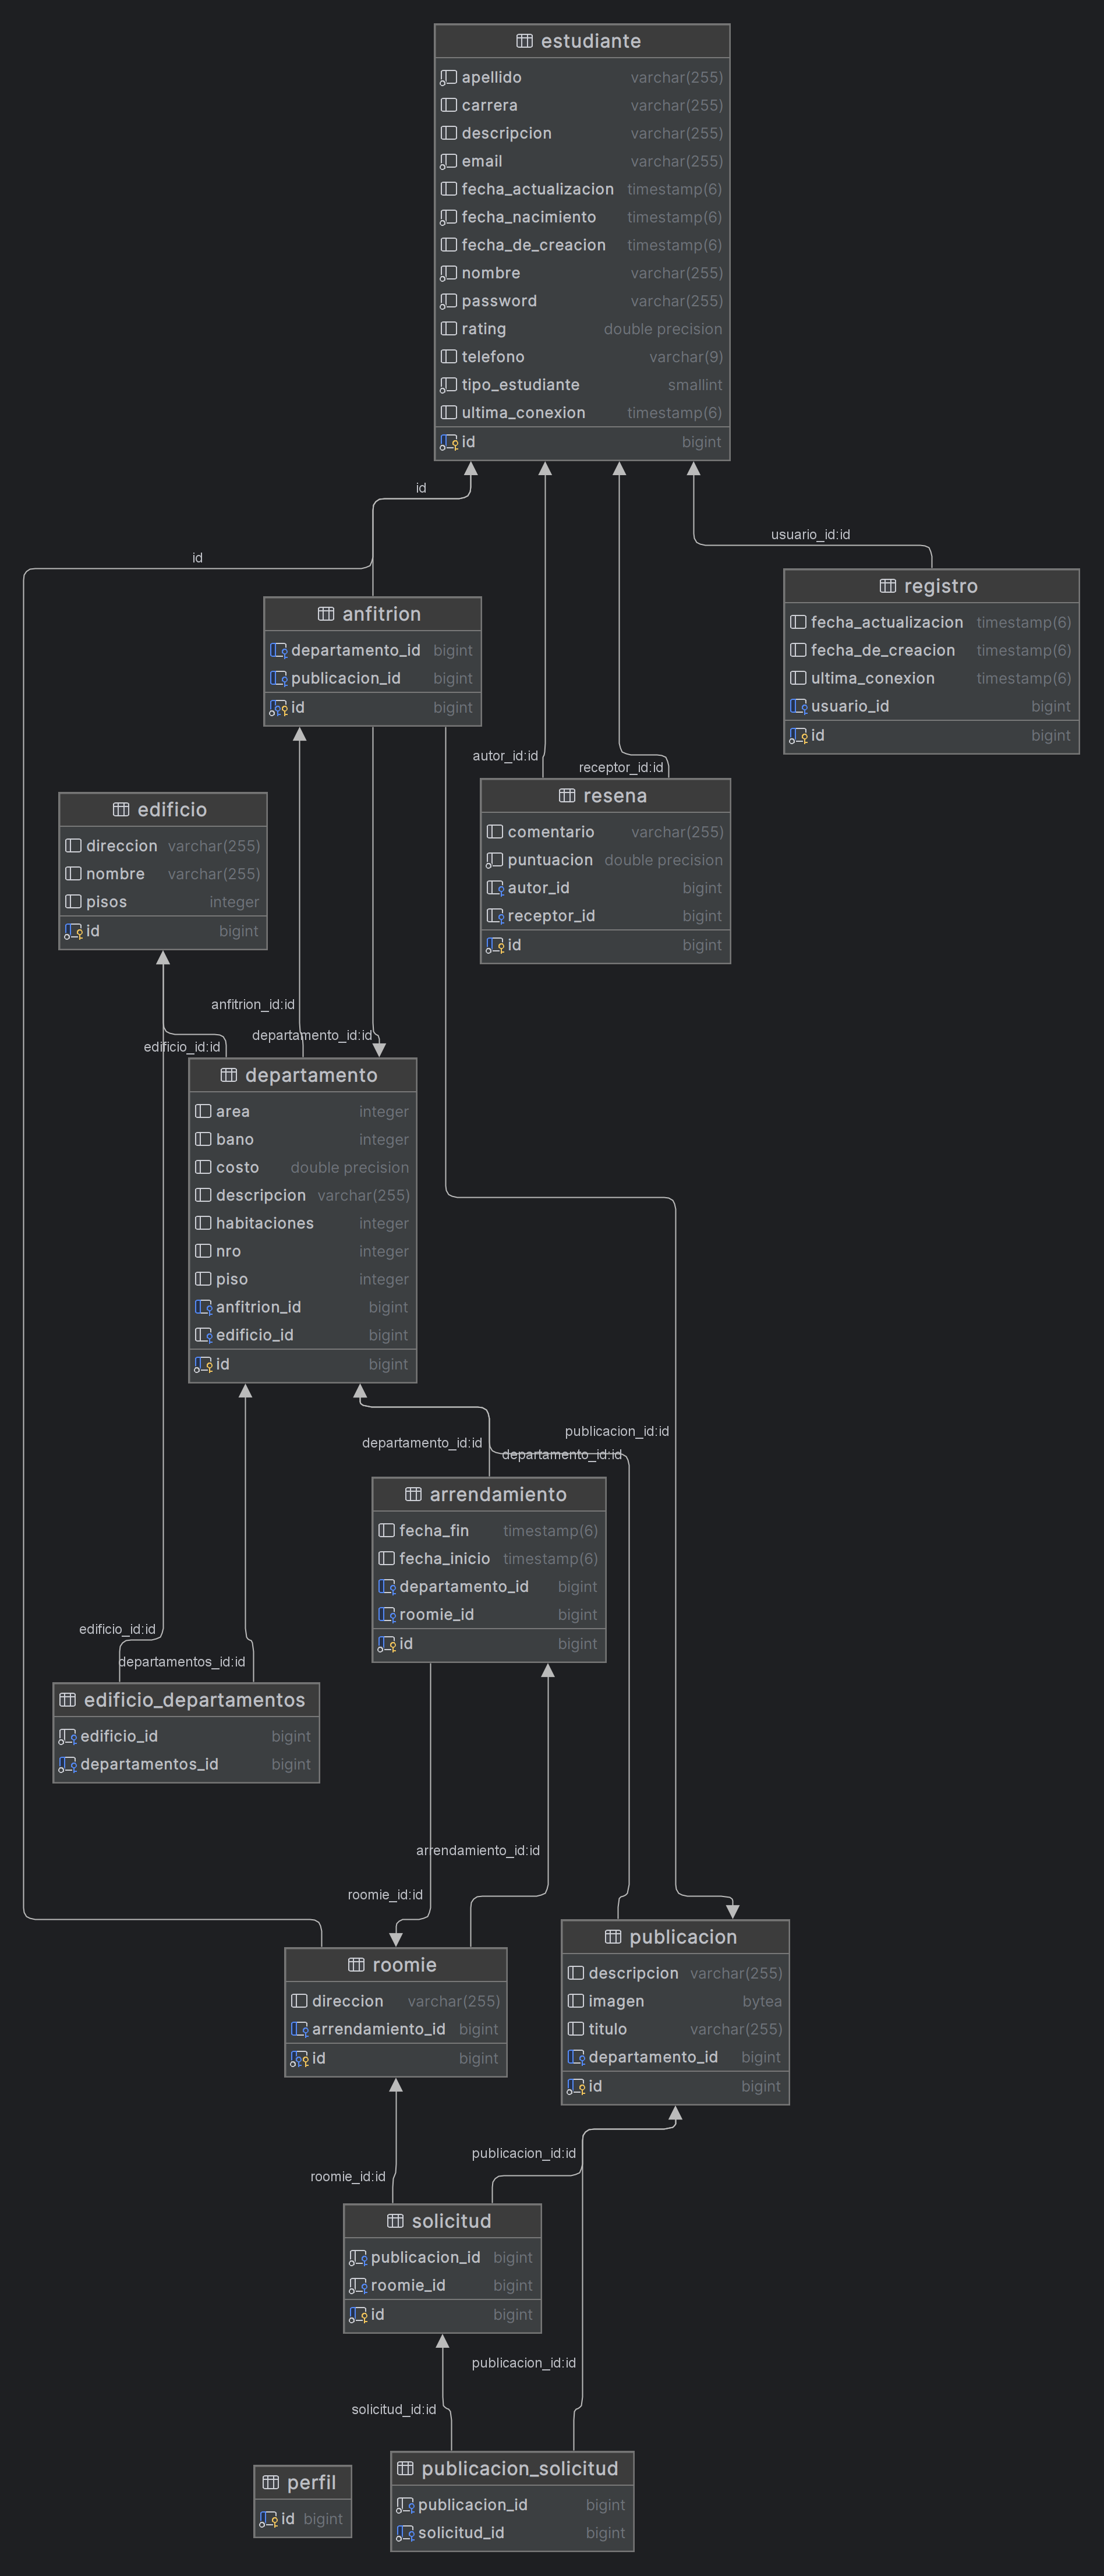 estudiante
apellido varchar(255)
carrera varchar(255)
descripcion varchar(255)
email varchar(255)
fecha_actualizacion timestamp(6)
fecha_nacimiento timestamp(6)
fecha_de_creacion timestamp(6)
nombre varchar(255)
password varchar(255)
rating double precision
telefono varchar(9)
tipo_estudiante smallint
ultima_conexion timestamp(6)
id bigint
id
id
usuario_id:id
anfitrion
departamento_id bigint
publicacion_id bigint
id bigint
registro
fecha_actualizacion timestamp(6)
fecha_de_creacion timestamp(6)
ultima_conexion timestamp(6)
usuario_id bigint
id bigint
autor_id:id
receptor_id:id
edificio
direccion varchar(255)
nombre varchar(255)
pisos integer
id bigint
resena
comentario varchar(255)
puntuacion double precision
autor_id bigint
receptor_id bigint
id bigint
anfitrion_id:id
departamento_id:id
edificio_id:id
departamento
area integer
bano integer
costo double precision
descripcion varchar(255)
habitaciones integer
nro integer
piso integer
anfitrion_id bigint
edificio_id bigint
id bigint
publicacion_id:id
departamento_id:id
departamento_id:id
arrendamiento
fecha_fin timestamp(6)
fecha_inicio timestamp(6)
departamento_id bigint
roomie_id bigint
id bigint
edificio_id:id
departamentos_id:id
edificio_departamentos
edificio_id bigint
departamentos_id bigint
arrendamiento_id:id
roomie_id:id
roomie
direccion varchar(255)
arrendamiento_id bigint
id bigint
publicacion
descripcion varchar(255)
imagen bytea
titulo varchar(255)
departamento_id bigint
id bigint
publicacion_id:id
roomie_id:id
solicitud
publicacion_id bigint
roomie_id bigint
id bigint
publicacion_id:id
solicitud_id:id
perfil
id bigint
publicacion_solicitud
publicacion_id bigint
solicitud_id bigint